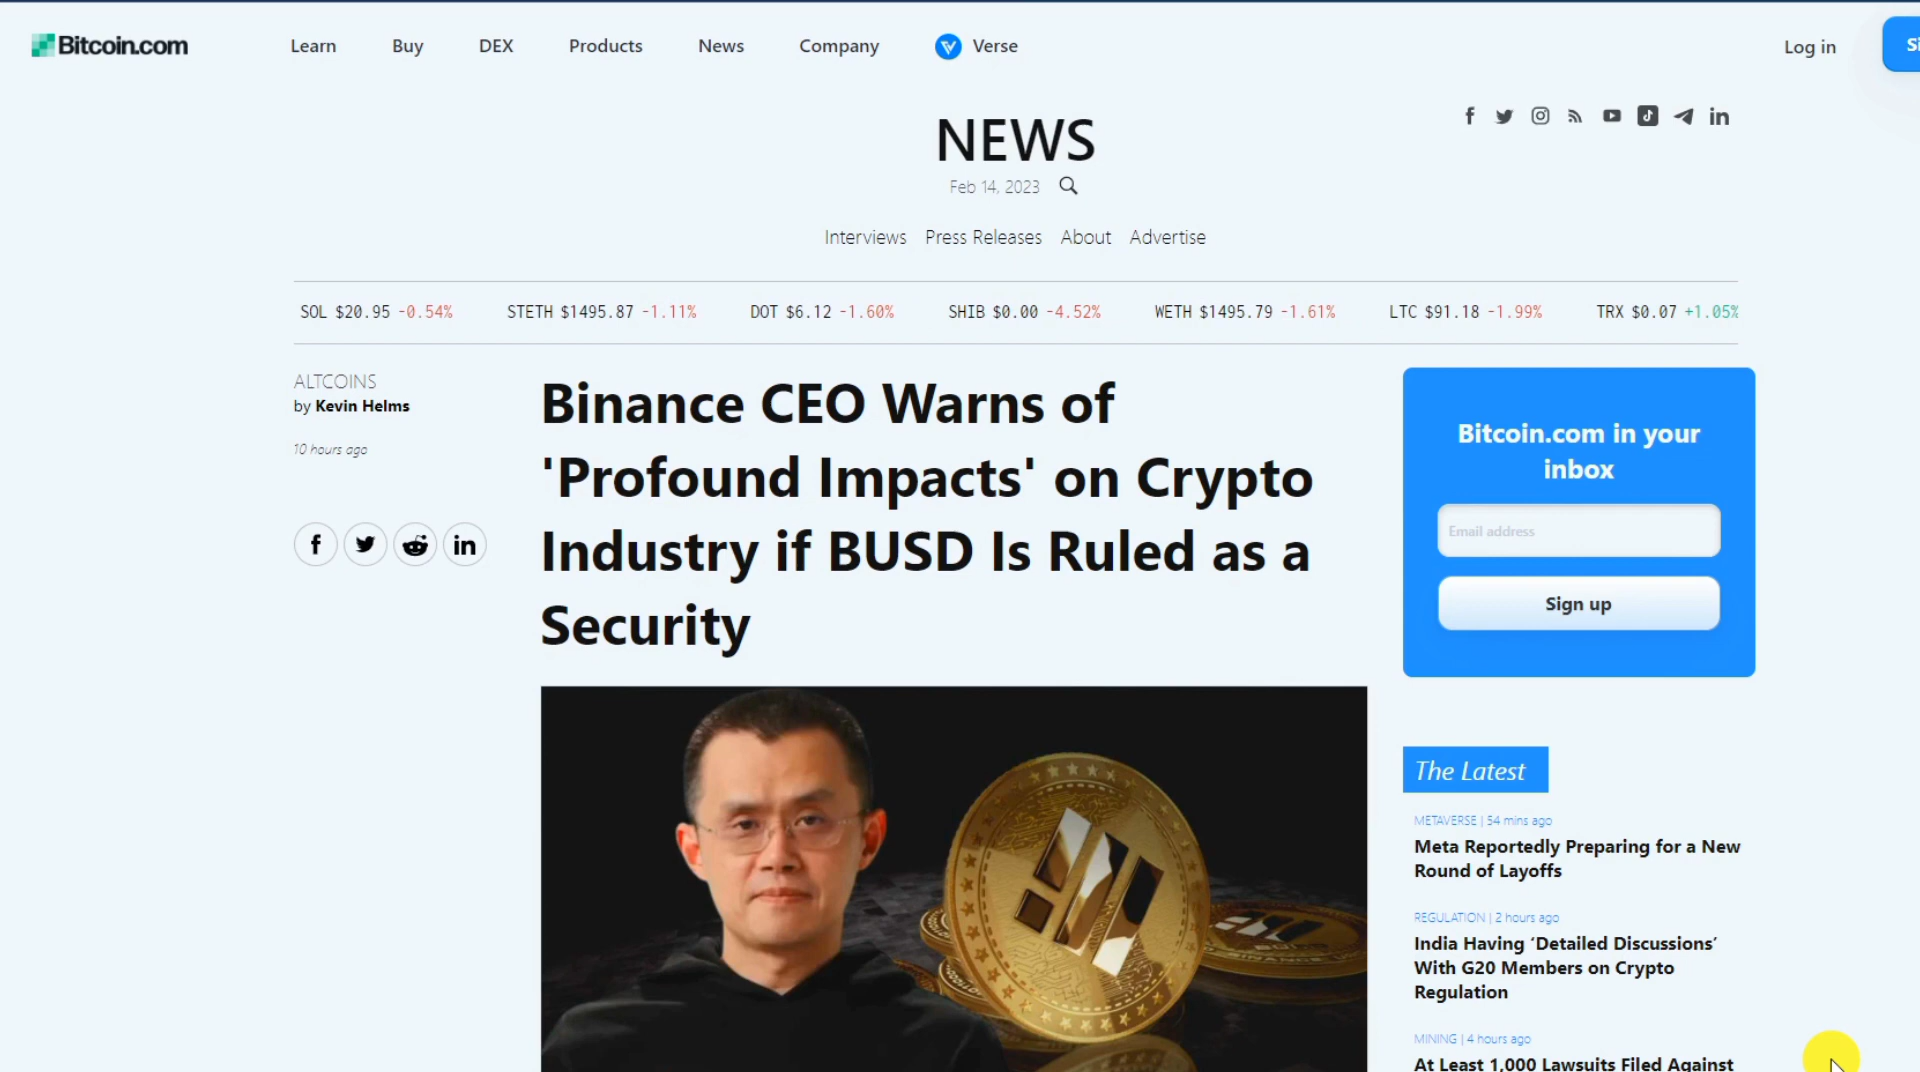 Bitcoin.com
Learn
Buy
DEX
Products
News
Company
Verse
Log in
NEWS
Feb 14, 2023
Interviews
Press Releases
About
Advertise
SOL $20.95 -0.54%
STETH $1495.87 -1.11%
DOT $6.12 -1.60%
SHIB $0.00 -4.52%
WETH $1495.79 -1.61%
LTC $91.18 -1.99%
TRX $0.07 +1.05%
ALTCOINS
by Kevin Helms
10 hours ago
Binance CEO Warns of
'Profound Impacts' on Crypto
Industry if BUSD Is Ruled as a
Security
Bitcoin.com in your
inbox
Email address
Sign up
The Latest
METAVERSE | 54 mins ago
Meta Reportedly Preparing for a New
Round of Layoffs
REGULATION | 2 hours ago
India Having ‘Detailed Discussions’
With G20 Members on Crypto
Regulation
MINING | 4 hours ago
At Least 1,000 Lawsuits Filed Against